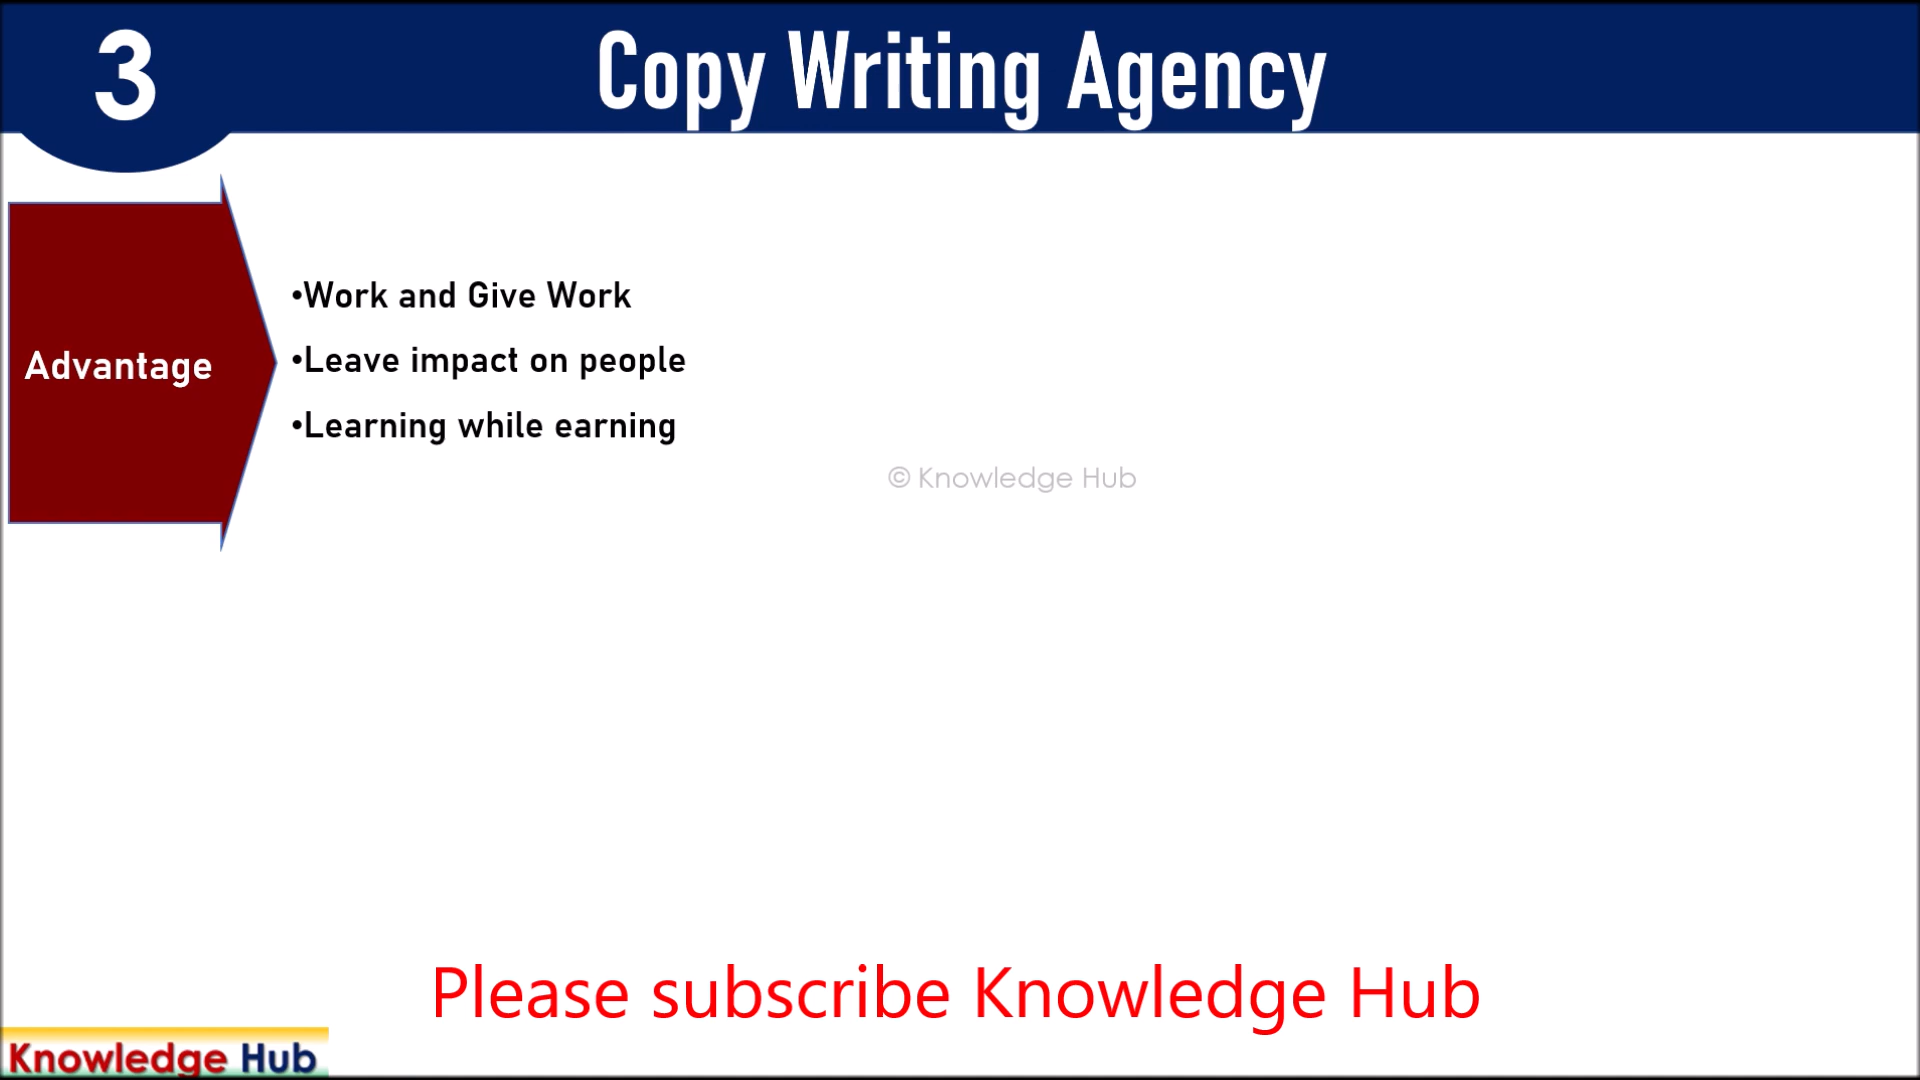 3
Copy Writing Agency
Advantage
•Work and Give Work
•Leave impact on people
•Learning while earning
© Knowledge Hub
Please subscribe Knowledge Hub
Knowledge Hub